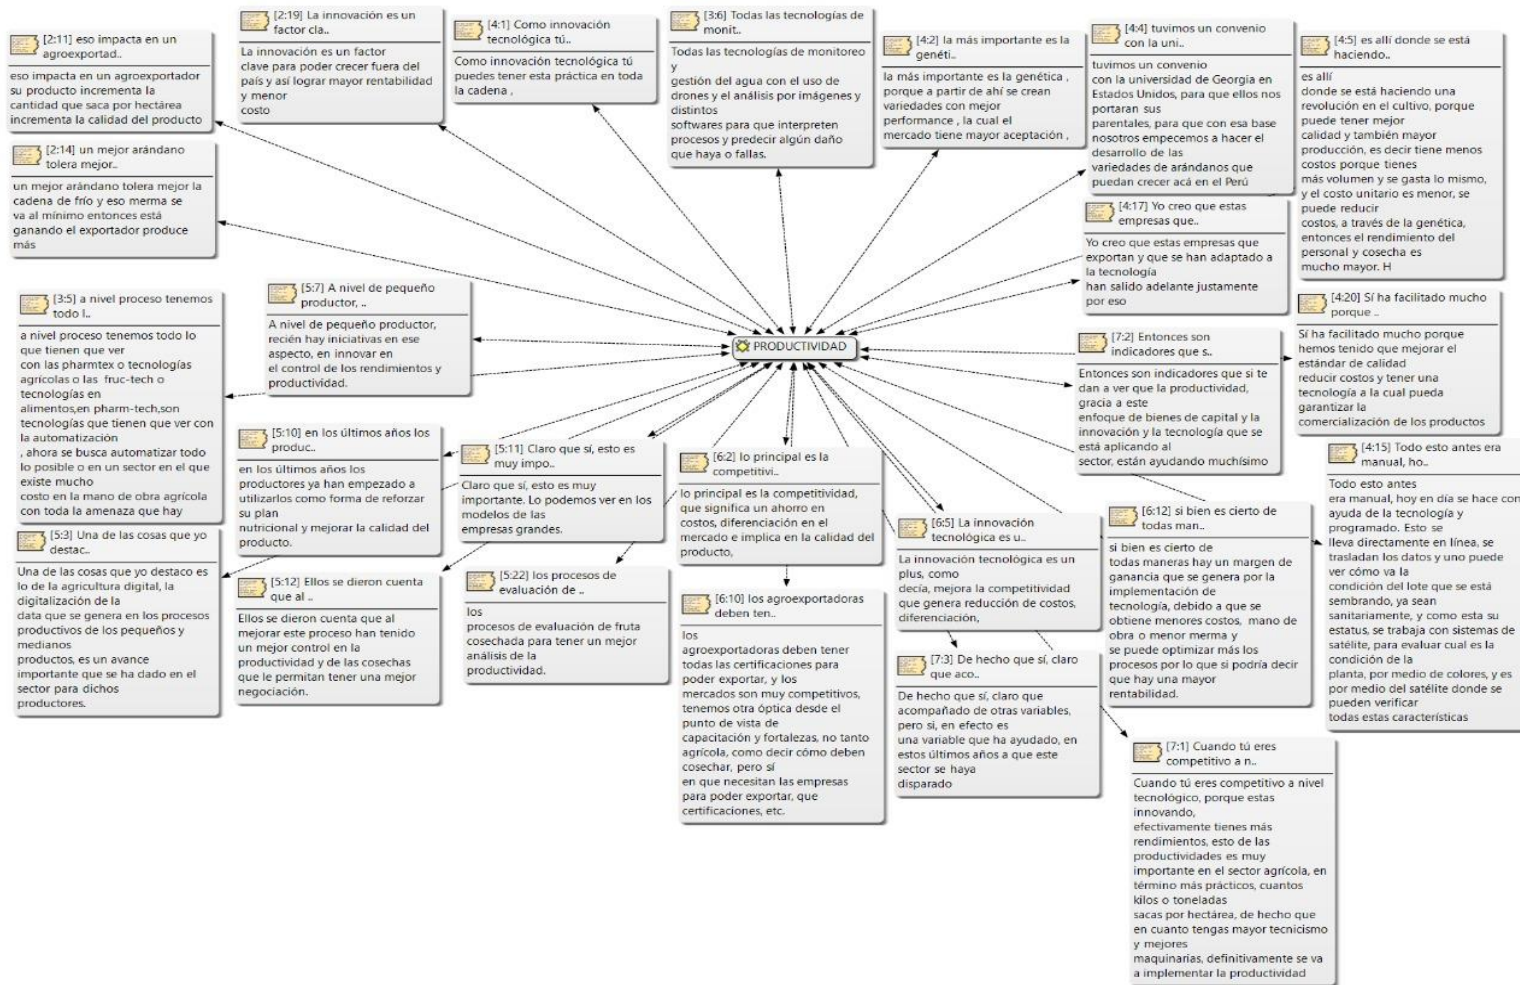 [2:11] eso impacta en un
agroexportad..
eso impacta en un agroexportador
su producto incrementa la
cantidad que saca por hectárea
incrementa la calidad del producto
[2:19] La innovación es un
factor cla..
La innovación es un factor
clave para poder crecer fuera del
país y así lograr mayor rentabilidad
y menor
costo
[4:1] Como innovación
tecnológica tú..
Como innovación tecnológica tú
puedes tener esta práctica en toda
la cadena ,
[3:6] Todas las tecnologías de
monit..
Todas las tecnologías de monitoreo
y
gestión del agua con el uso de
drones y el análisis por imágenes y
distintos
softwares para que interpreten
procesos y predecir algún daño
que haya o fallas.
[4:2] la más importante es la
genéti..
la más importante es la genética ,
porque a partir de ahí se crean
variedades con mejor
performance , la cual el
mercado tiene mayor aceptación ,
[4:4] tuvimos un convenio
con la uni..
tuvimos un convenio
con la universidad de Georgia en
Estados Unidos, para que ellos nos
portaran sus
parentales, para que con esa base
nosotros empecemos a hacer el
desarrollo de las
variedades de arándanos que
puedan crecer acá en el Perú
[4:5] es allí donde se está
haciendo..
es allí
donde se está haciendo una
revolución en el cultivo, porque
puede tener mejor
calidad y también mayor
producción, es decir tiene menos
costos porque tienes
más volumen y se gasta lo mismo,
y el costo unitario es menor, se
puede reducir
costos, a través de la genética,
entonces el rendimiento del
personal y cosecha es
mucho mayor. H
[2:14] un mejor arándano
tolera mejor..
un mejor arándano tolera mejor la
cadena de frío y eso merma se
va al mínimo entonces está
ganando el exportador produce
más
[4:17] Yo creo que estas
empresas que..
Yo creo que estas empresas que
exportan y que se han adaptado a
la tecnología
han salido adelante justamente
por eso
[3:5] a nivel proceso tenemos
todo l..
a nivel proceso tenemos todo lo
que tienen que ver
con las pharmtex o tecnologías
agrícolas o las  fruc-tech o
tecnologías en
alimentos,en pharm-tech,son
tecnologías que tienen que ver con
la automatización
, ahora se busca automatizar todo
lo posible o en un sector en el que
existe mucho
costo en la mano de obra agrícola
con toda la amenaza que hay
[5:7] A nivel de pequeño
productor, ..
A nivel de pequeño productor,
recién hay iniciativas en ese
aspecto, en innovar en
el control de los rendimientos y
productividad.
PRODUCTIVIDAD
[7:2] Entonces son
indicadores que s..
Entonces son indicadores que si te
dan a ver que la productividad,
gracias a este
enfoque de bienes de capital y la
innovación y la tecnología que se
está aplicando al
sector, están ayudando muchísimo
[4:20] Sí ha facilitado mucho
porque ..
Sí ha facilitado mucho porque
hemos tenido que mejorar el
estándar de calidad
reducir costos y tener una
tecnología a la cual pueda
garantizar la
comercialización de los productos
[5:10] en los últimos años los
produc..
en los últimos años los
productores ya han empezado a
utilizarlos como forma de reforzar
su plan
nutricional y mejorar la calidad del
producto.
[5:11] Claro que sí, esto es
muy impo..
Claro que sí, esto es muy
importante. Lo podemos ver en los
modelos de las
empresas grandes.
[6:2] lo principal es la
competitivi..
lo principal es la competitividad,
que significa un ahorro en
costos, diferenciación en el
mercado e implica en la calidad del
producto,
[4:15] Todo esto antes era
manual, ho..
Todo esto antes
era manual, hoy en día se hace con
ayuda de la tecnología y
programado. Esto se
lleva directamente en línea, se
trasladan los datos y uno puede
ver cómo va la
condición del lote que se está
sembrando, ya sean
sanitariamente, y como esta su
estatus, se trabaja con sistemas de
satélite, para evaluar cual es la
condición de la
planta, por medio de colores, y es
por medio del satélite donde se
pueden verificar
todas estas características
[5:3] Una de las cosas que yo
destac..
Una de las cosas que yo destaco es
lo de la agricultura digital, la
digitalización de la
data que se genera en los procesos
productivos de los pequeños y
medianos
productos, es un avance
importante que se ha dado en el
sector para dichos
productores.
[5:12] Ellos se dieron cuenta
que al ..
Ellos se dieron cuenta que al
mejorar este proceso han tenido
un mejor control en la
productividad y de las cosechas
que le permitan tener una mejor
negociación.
[5:22] los procesos de
evaluación de ..
los
procesos de evaluación de fruta
cosechada para tener un mejor
análisis de la
productividad.
[6:10] los agroexportadoras
deben ten..
los
agroexportadoras deben tener
todas las certificaciones para
poder exportar, y los
mercados son muy competitivos,
tenemos otra óptica desde el
punto de vista de
capacitación y fortalezas, no tanto
agrícola, como decir cómo deben
cosechar, pero sí
en que necesitan las empresas
para poder exportar, que
certificaciones, etc.
[6:5] La innovación
tecnológica es u..
La innovación tecnológica es un
plus, como
decía, mejora la competitividad
que genera reducción de costos,
diferenciación,
[6:12] si bien es cierto de
todas man..
si bien es cierto de
todas maneras hay un margen de
ganancia que se genera por la
implementación de
tecnología, debido a que se
obtiene menores costos,  mano de
obra o menor merma y
se puede optimizar más los
procesos por lo que si podría decir
que hay una mayor
rentabilidad.
[7:3] De hecho que sí, claro
que aco..
De hecho que sí, claro que
acompañado de otras variables,
pero si, en efecto es
una variable que ha ayudado, en
estos últimos años a que este
sector se haya
disparado
[7:1] Cuando tú eres
competitivo a n..
Cuando tú eres competitivo a nivel
tecnológico, porque estas
innovando,
efectivamente tienes más
rendimientos, esto de las
productividades es muy
importante en el sector agrícola, en
término más prácticos, cuantos
kilos o toneladas
sacas por hectárea, de hecho que
en cuanto tengas mayor tecnicismo
y mejores
maquinarias, definitivamente se va
a implementar la productividad